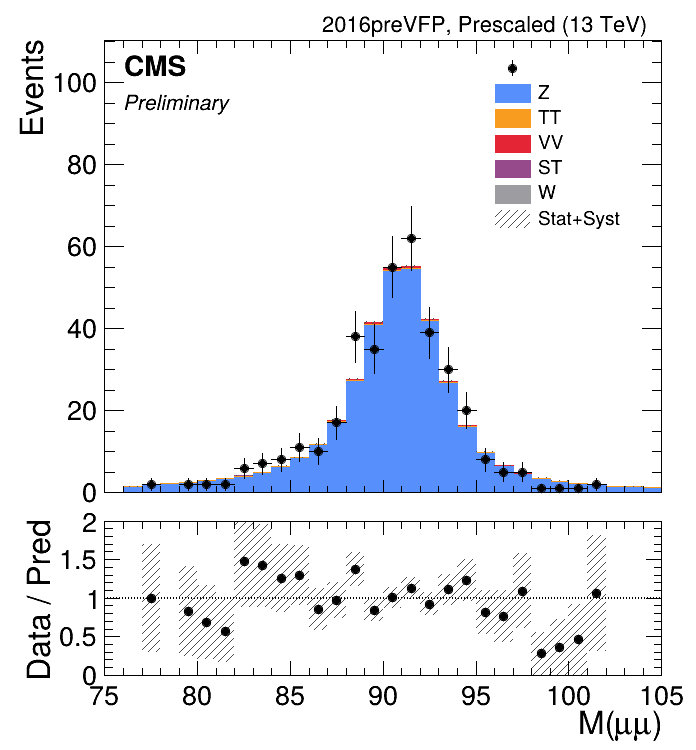 2016preVFP, Prescaled (13 TeV)
CMS
Preliminary
Events
100
80
60
40
20
0
Z
TT
VV
ST
W
Stat+Syst
Data / Pred
2
1.5
1
0.5
0
75 80 85 90 95 100 105
M(μμ)